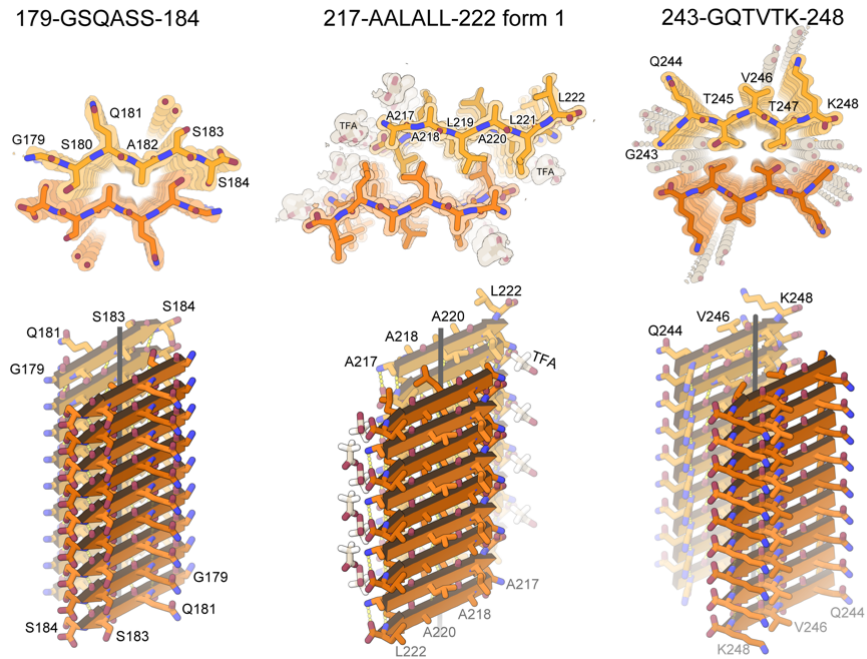 179-GSQASS-184
217-AALALL-222 form 1
243-GQTVTK-248
Q181
G179
S180
A182
S183
S184
TFA
A217
A218
L219
A220
L221
L222
TFA
Q244
V246
T245
T247
K248
G243
S183
S184
Q181
G179
G179
Q181
S184
S183
L222
A220
A218
A217
TFA
A217
A218
A220
L222
K248
V246
Q244
Q244
V246
K248